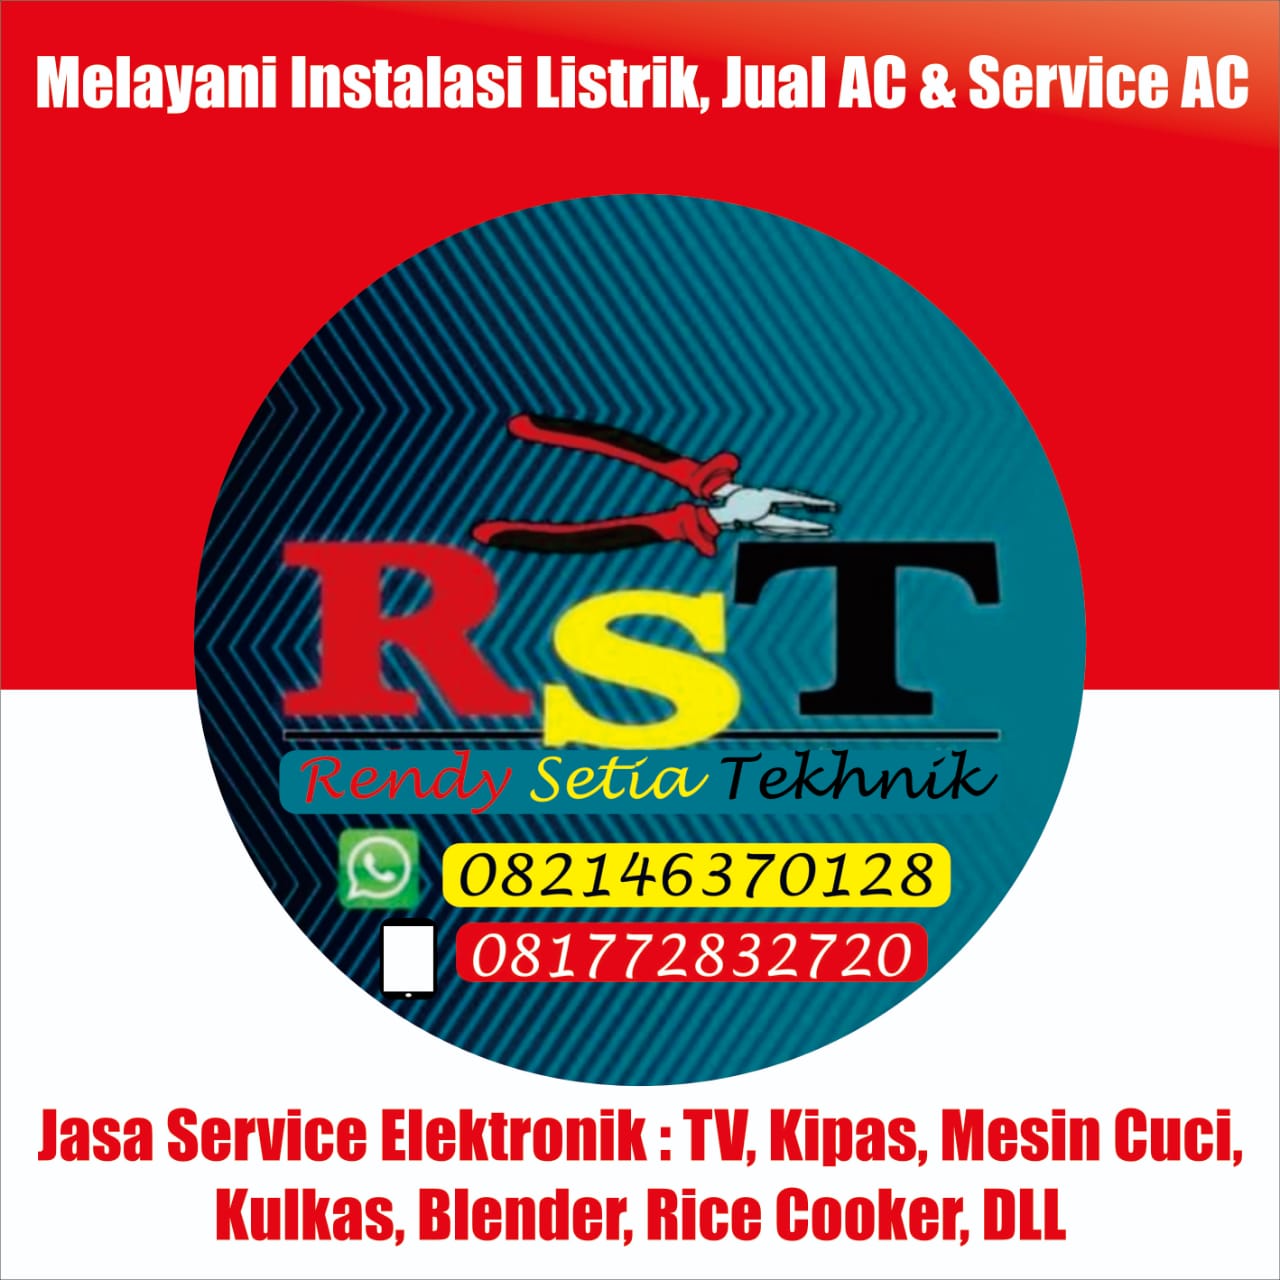 Melayani Instalasi Listrik, Jual AC & Service AC
RST
Rendy Setia Tekhnik
082146370128
081772832720
Jasa Service Elektronik : TV, Kipas, Mesin Cuci,
Kulkas, Blender, Rice Cooker, DLL